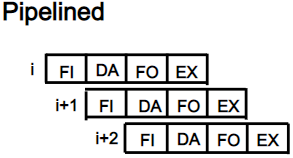 Pipelined
i FI DA FO EX
i+1 FI DA FO EX
i+2 FI DA FO EX